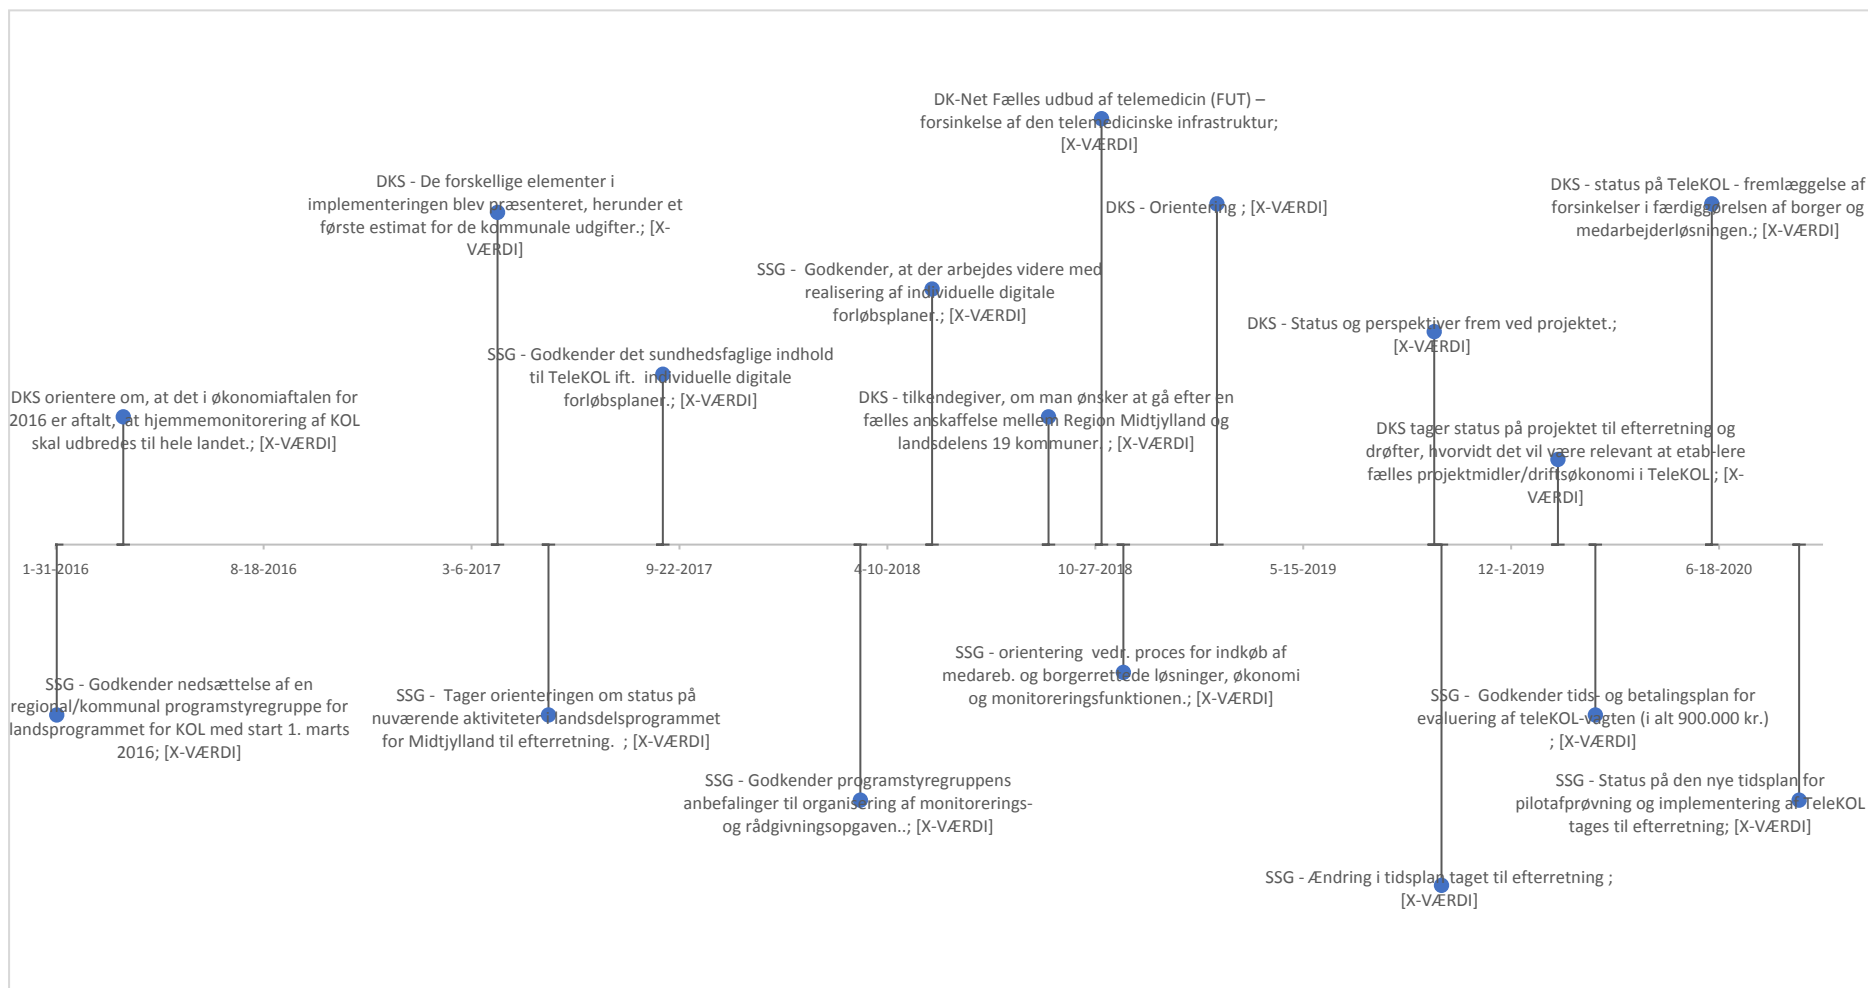 DK-Net Fælles udbud af telemedicin (FUT) –
forsinkelse af den telemedicinske infrastruktur;
[X-VÆRDI]
DKS - De forskellige elementer i
implementeringen blev præsenteret, herunder et
første estimat for de kommunale udgifter.; [X-
VÆRDI]
DKS - Orientering ; [X-VÆRDI]
DKS - status på TeleKOL - fremlæggelse af
forsinkelser i færdiggørelsen af borger og
medarbejderløsningen.; [X-VÆRDI]
SSG -  Godkender, at der arbejdes videre med
realisering af individuelle digitale
forløbsplaner.; [X-VÆRDI]
DKS - Status og perspektiver frem ved projektet.;
[X-VÆRDI]
SSG - Godkender det sundhedsfaglige indhold
til TeleKOL ift.  individuelle digitale
forløbsplaner.; [X-VÆRDI]
DKS orientere om, at det i økonomiaftalen for
2016 er aftalt, at hjemmemonitorering af KOL
skal udbredes til hele landet.; [X-VÆRDI]
DKS - tilkendegiver, om man ønsker at gå efter en
fælles anskaffelse mellem Region Midtjylland og
landsdelens 19 kommuner. ; [X-VÆRDI]
DKS tager status på projektet til efterretning og
drøfter, hvorvidt det vil være relevant at etab-lere
fælles projektmidler/driftsøkonomi i TeleKOL ; [X-
VÆRDI]
1-31-2016
8-18-2016
3-6-2017
9-22-2017
4-10-2018
10-27-2018
5-15-2019
12-1-2019
6-18-2020
SSG - Godkender nedsættelse af en
regional/kommunal programstyregruppe for
landsprogrammet for KOL med start 1. marts
2016; [X-VÆRDI]
SSG -  Tager orienteringen om status på
nuværende aktiviteter i landsdelsprogrammet
for Midtjylland til efterretning.  ; [X-VÆRDI]
SSG - orientering  vedr. proces for indkøb af
medareb. og borgerrettede løsninger, økonomi
og monitoreringsfunktionen.; [X-VÆRDI]
SSG -  Godkender tids- og betalingsplan for
evaluering af teleKOL-vagten (i alt 900.000 kr.)
; [X-VÆRDI]
SSG - Godkender programstyregruppens
anbefalinger til organisering af monitorerings-
og rådgivningsopgaven..; [X-VÆRDI]
SSG - Status på den nye tidsplan for
pilotafprøvning og implementering af TeleKOL
tages til efterretning; [X-VÆRDI]
SSG - Ændring i tidsplan taget til efterretning ;
[X-VÆRDI]